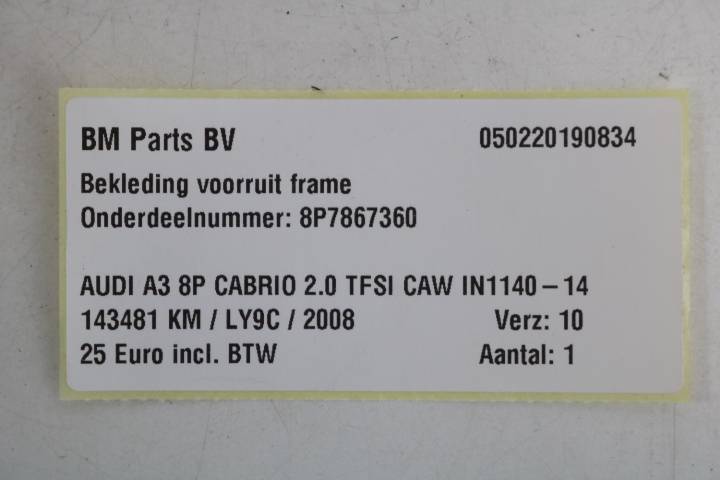 BM Parts BV 050220190834
Bekleding voorruit frame
Onderdeelnummer: 8P7867360
AUDI A3 8P CABRIO 2.0 TFSI CAW IN1140-14
143481 KM / LY9C / 2008 Verz: 10
25 Euro incl. BTW Aantal: 1